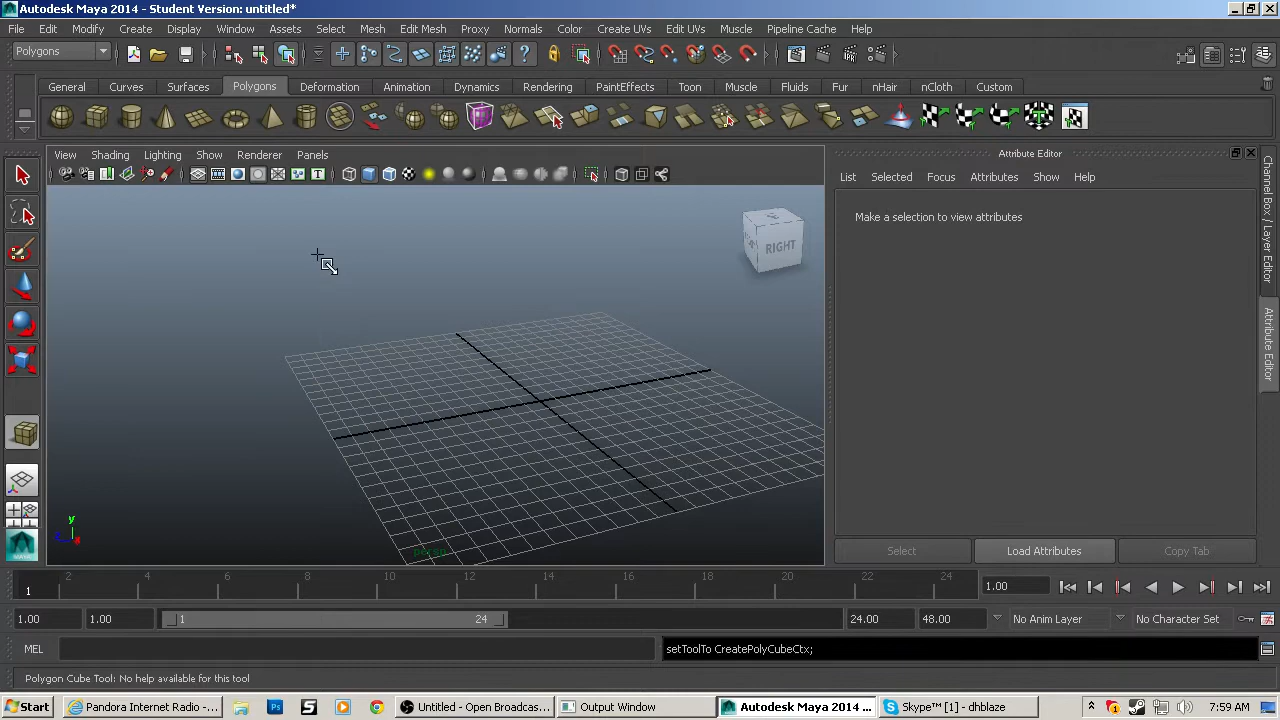 Autodesk Maya 2014 - Student Version: untitled*
File Edit Modify Create Display Window Assets Select Mesh Edit Mesh Proxy Normals Color Create UVs Edit UVs Muscle Pipeline Cache Help
Polygons
General Curves Surfaces Polygons Deformation Animation Dynamics Rendering PaintEffects Toon Muscle Fluids Fur nHair nCloth Custom
View Shading Lighting Show Renderer Panels
Attribute Editor
List Selected Focus Attributes Show Help
Make a selection to view attributes
RIGHT
Channel Box / Layer Editor
Attribute Editor
y
x
persp
Select Load Attributes Copy Tab
1 2 4 6 8 10 12 14 16 18 20 22 24 1.00
1.00 1.00 1 24 24.00 48.00 No Anim Layer No Character Set
MEL setToolTo CreatePolyCubeCtx;
Polygon Cube Tool: No help available for this tool
Start Pandora Internet Radio -... Untitled - Open Broadcas... Output Window Autodesk Maya 2014 ... Skype™ [1] - dhblaze 7:59 AM